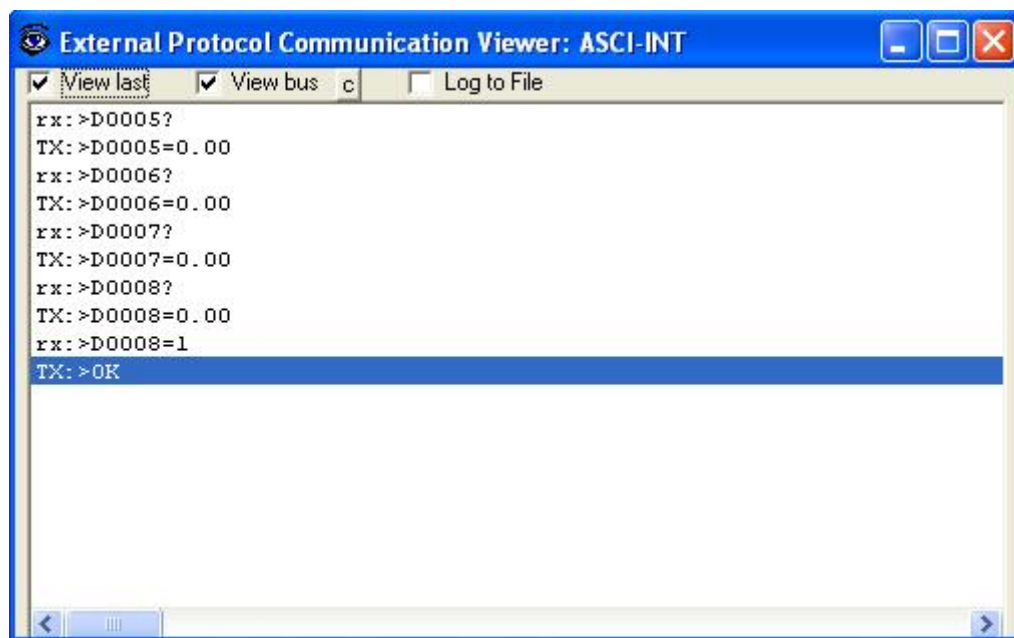 External Protocol Communication Viewer: ASCI-INT
View last View bus c Log to File
rx:>D0005?
TX:>D0005=0.00
rx:>D0006?
TX:>D0006=0.00
rx:>D0007?
TX:>D0007=0.00
rx:>D0008?
TX:>D0008=0.00
rx:>D0008=1
TX:>OK